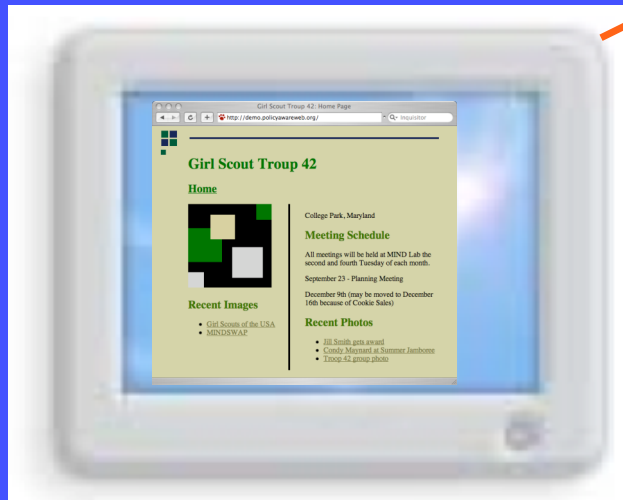 Girl Scout Troup 42: Home Page
http://demo.policyawareweb.org/
Inquisitor
Girl Scout Troup 42
Home
College Park, Maryland
Meeting Schedule
All meetings will be held at MIND Lab the
second and fourth Tuesday of each month.
September 23 - Planning Meeting
December 9th (may be moved to December
16th because of Cookie Sales)
Recent Images
Girl Scouts of the USA
MINDSWAP
Recent Photos
Jill Smith gets award
Condy Maynard at Summer Jamboree
Troop 42 group photo